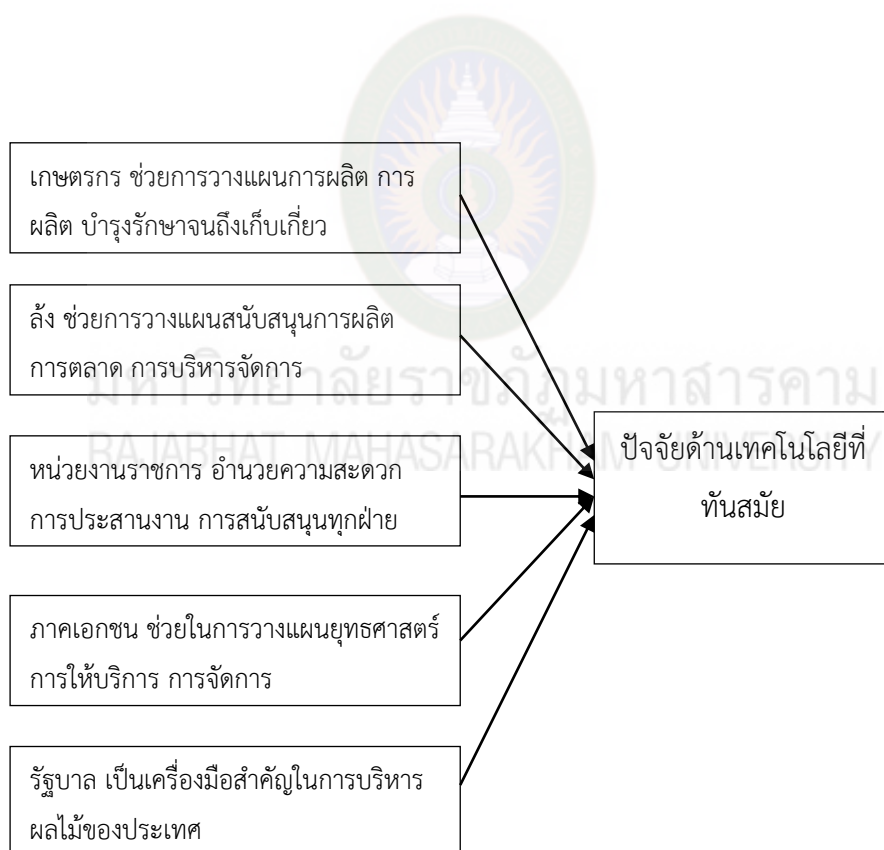 เกษตรกร ช่วยการวางแผนการผลิต การ
ผลิต บำรุงรักษาจนถึงเก็บเกี่ยว
ล้ง ช่วยการวางแผนสนับสนุนการผลิต
การตลาด การบริหารจัดการ
มหาวิทยาลัยราชภัฏมหาสารคาม
RAJABHAT MAHASARAKHAM UNIVERSITY
ปัจจัยด้านเทคโนโลยีที่
ทันสมัย
หน่วยงานราชการ อำนวยความสะดวก
การประสานงาน การสนับสนุนทุกฝ่าย
ภาคเอกชน ช่วยในการวางแผนยุทธศาสตร์
การให้บริการ การจัดการ
รัฐบาล เป็นเครื่องมือสำคัญในการบริหาร
ผลไม้ของประเทศ